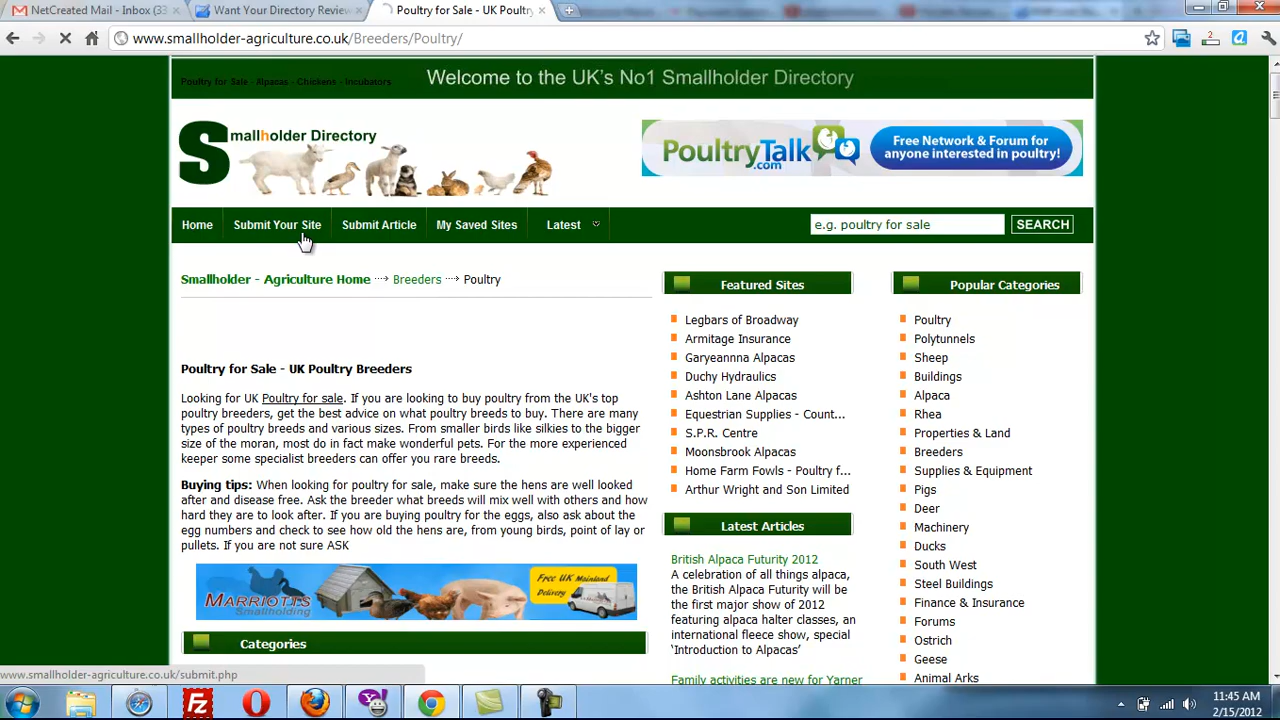 NetCreated Mail - Inbox (33
Want Your Directory Review
Poultry for Sale - UK Poultry
www.smallholder-agriculture.co.uk/Breeders/Poultry/
Poultry for Sale - Alpacas - Chickens - Incubators
Welcome to the UK's No1 Smallholder Directory
Smallholder Directory
PoultryTalk.com
Free Network & Forum for
anyone interested in poultry!
Home
Submit Your Site
Submit Article
My Saved Sites
Latest
e.g. poultry for sale
SEARCH
Smallholder - Agriculture Home
Breeders
Poultry
Poultry for Sale - UK Poultry Breeders
Looking for UK Poultry for sale. If you are looking to buy poultry from the UK's top
poultry breeders, get the best advice on what poultry breeds to buy. There are many
types of poultry breeds and various sizes. From smaller birds like silkies to the bigger
size of the moran, most do in fact make wonderful pets. For the more experienced
keeper some specialist breeders can offer you rare breeds.
Buying tips: When looking for poultry for sale, make sure the hens are well looked
after and disease free. Ask the breeder what breeds will mix well with others and how
hard they are to look after. If you are buying poultry for the eggs, also ask about the
egg numbers and check to see how old the hens are, from young birds, point of lay or
pullets. If you are not sure ASK
MARRIOTTS
Smallholding
Free UK Mainland
Delivery
Categories
Featured Sites
Legbars of Broadway
Armitage Insurance
Garyeannna Alpacas
Duchy Hydraulics
Ashton Lane Alpacas
Equestrian Supplies - Count...
S.P.R. Centre
Moonsbrook Alpacas
Home Farm Fowls - Poultry f...
Arthur Wright and Son Limited
Latest Articles
British Alpaca Futurity 2012
A celebration of all things alpaca,
the British Alpaca Futurity will be
the first major show of 2012
featuring alpaca halter classes, an
international fleece show, special
'Introduction to Alpacas'
Family activities are new for Yarner
Popular Categories
Poultry
Polytunnels
Sheep
Buildings
Alpaca
Rhea
Properties & Land
Breeders
Supplies & Equipment
Pigs
Deer
Machinery
Ducks
South West
Steel Buildings
Finance & Insurance
Forums
Ostrich
Geese
Animal Arks
www.smallholder-agriculture.co.uk/submit.php
11:45 AM
2/15/2012